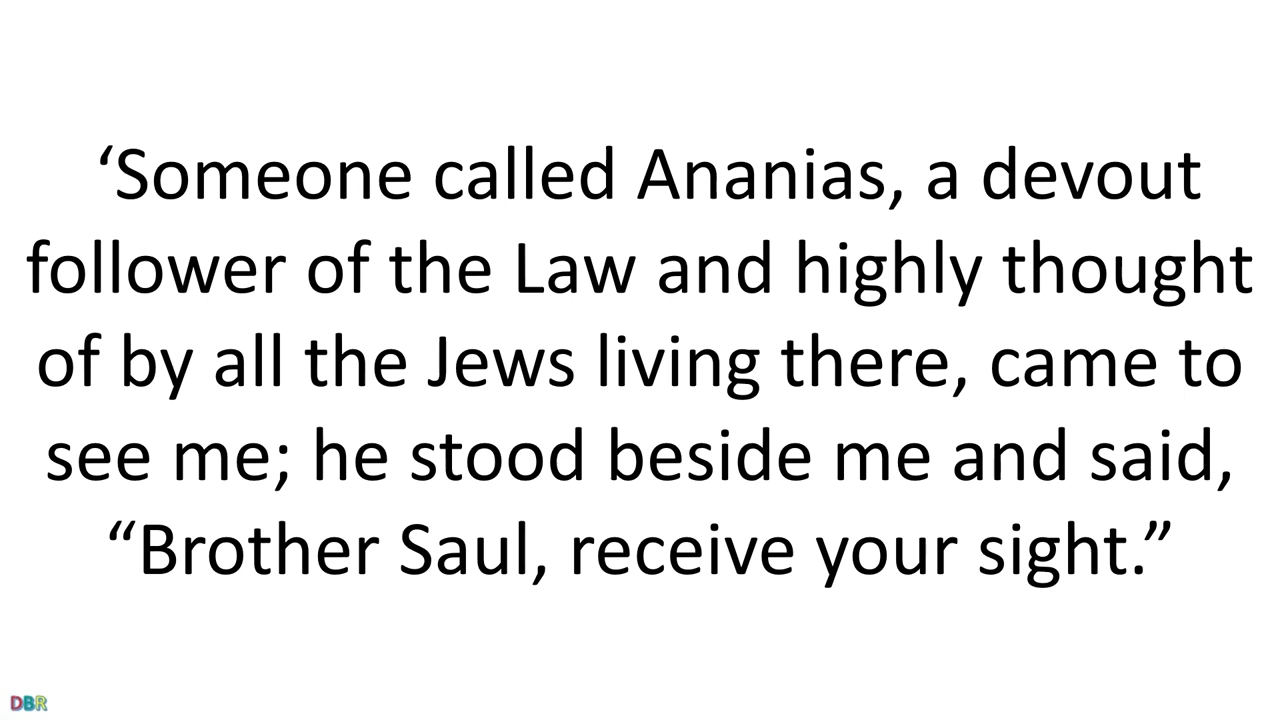 ‘Someone called Ananias, a devout
follower of the Law and highly thought
of by all the Jews living there, came to
see me; he stood beside me and said,
“Brother Saul, receive your sight.”
DBR